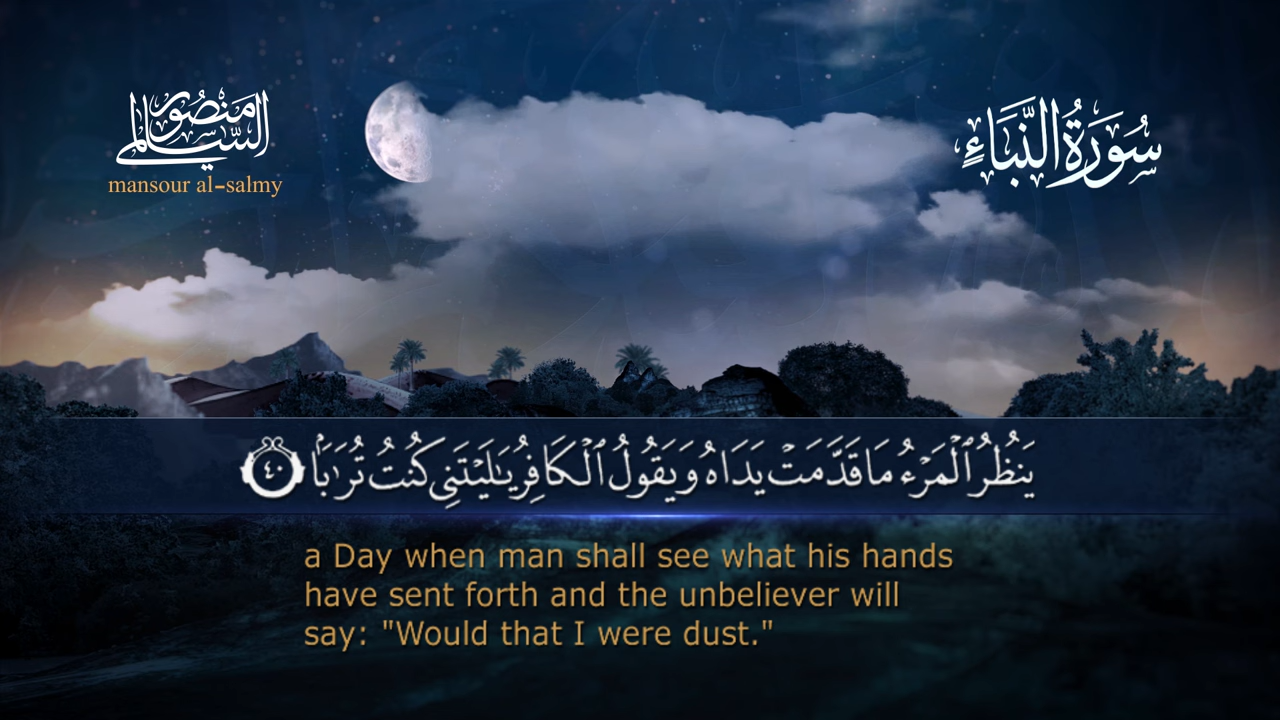 منصور السالمي
mansour al-salmy
سُورَةُ النَّبَاءِ
يَنظُرُ ٱلْمَرْءُ مَا قَدَّمَتْ يَدَاهُ وَيَقُولُ ٱلْكَافِرُ يَٰلَيْتَنِى كُنتُ تُرَٰبَۢا ٤٠
a Day when man shall see what his hands
have sent forth and the unbeliever will
say: "Would that I were dust."